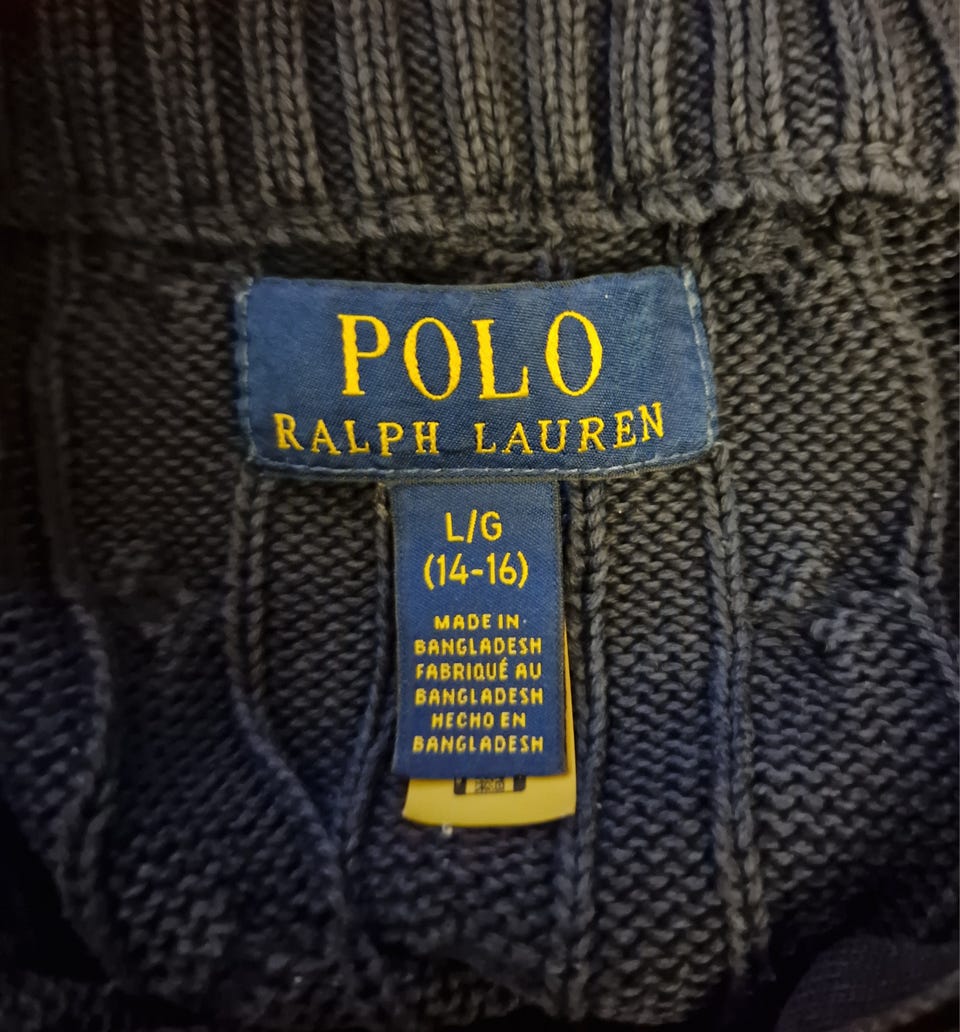 POLO
RALPH LAUREN
L/G
(14-16)
MADE IN
BANGLADESH
FABRIQUÉ AU
BANGLADESH
HECHO EN
BANGLADESH